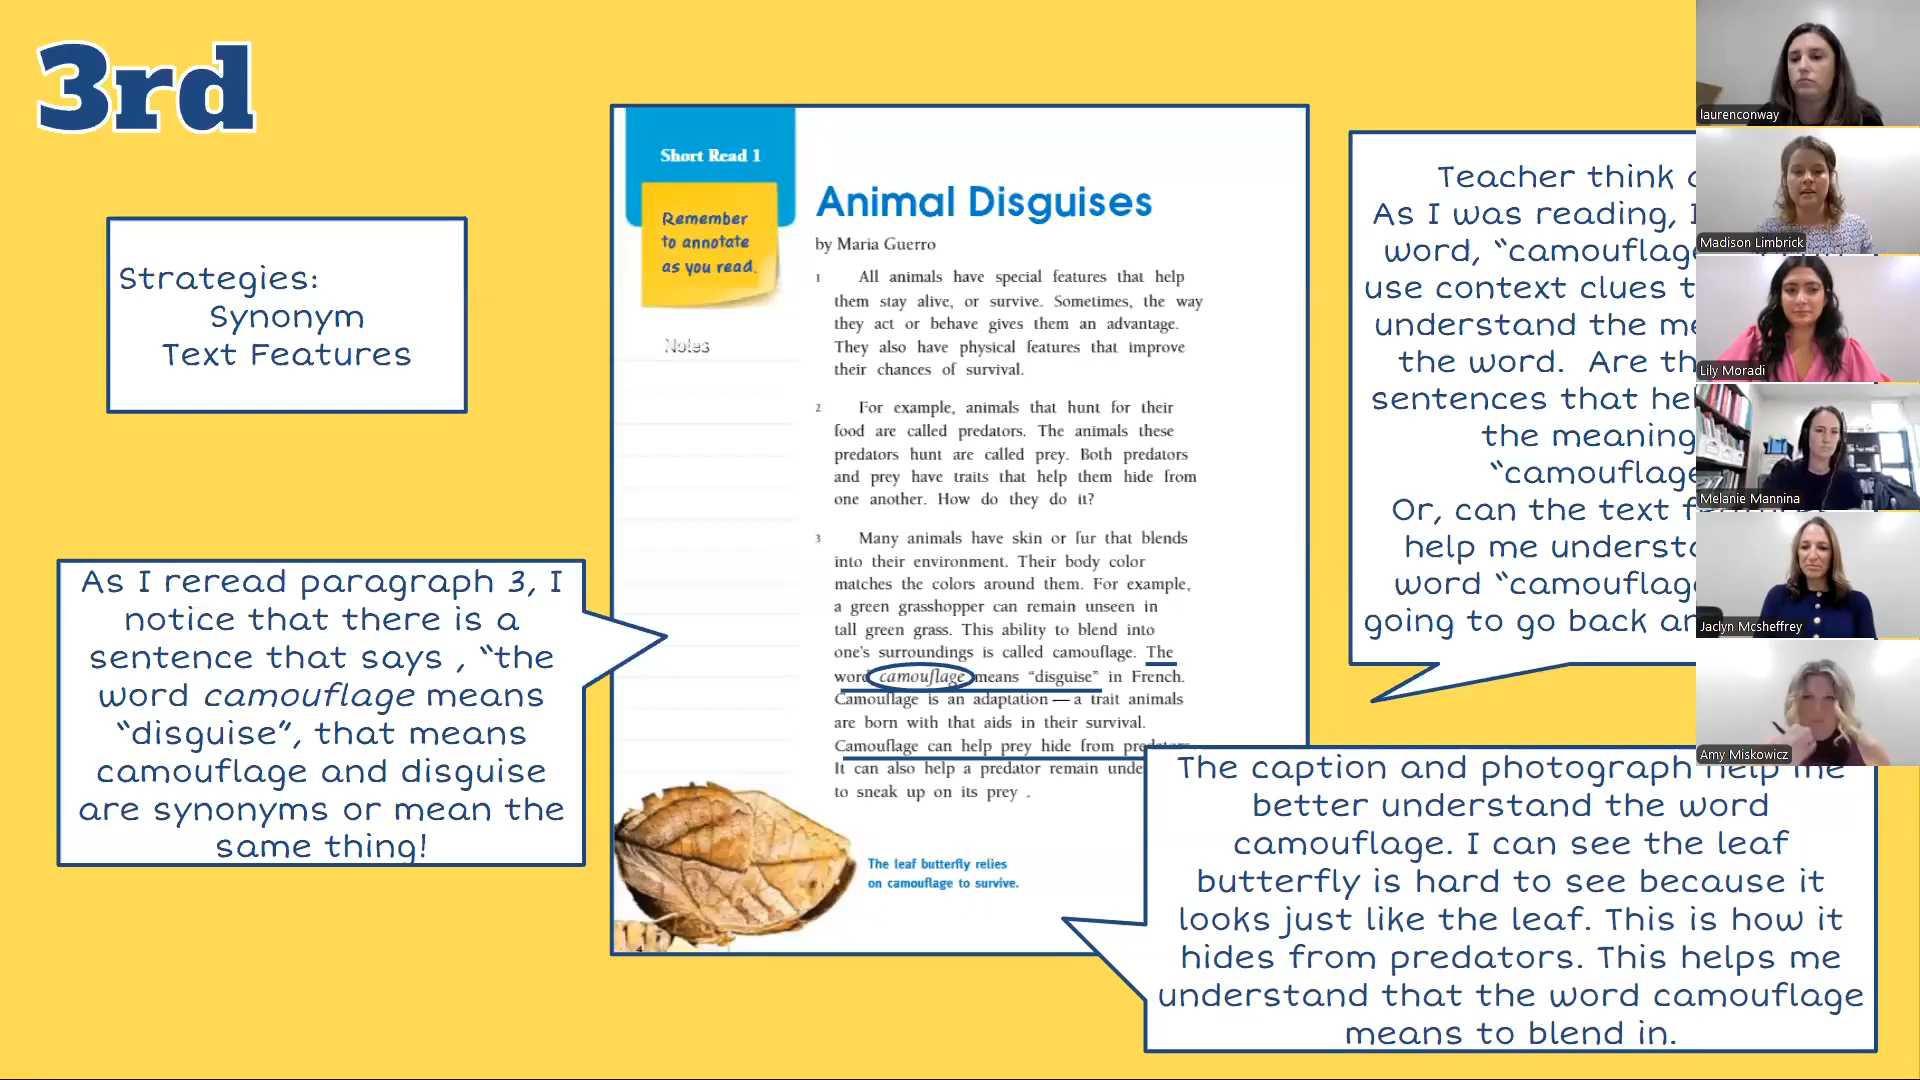 3rd
Strategies:
Synonym
Text Features
As I reread paragraph 3, I
notice that there is a
sentence that says , “the
word camouflage means
“disguise”, that means
camouflage and disguise
are synonyms or mean the
same thing!
Short Read 1
Remember
to annotate
as you read.
Notes
Animal Disguises
by Maria Guerro
1 All animals have special features that help
them stay alive, or survive. Sometimes, the way
they act or behave gives them an advantage.
They also have physical features that improve
their chances of survival.
2 For example, animals that hunt for their
food are called predators. The animals these
predators hunt are called prey. Both predators
and prey have traits that help them hide from
one another. How do they do it?
3 Many animals have skin or fur that blends
into their environment. Their body color
matches the colors around them. For example,
a green grasshopper can remain unseen in
tall green grass. This ability to blend into
one's surroundings is called camouflage. The
word camouflage means “disguise” in French.
Camouflage is an adaptation — a trait animals
are born with that aids in their survival.
Camouflage can help prey hide from predators.
It can also help a predator remain
to sneak up on its prey .
The leaf butterfly relies
on camouflage to survive.
4
Teacher think
As I was reading,
word, “camouflage
use context clues
understand the
the word. Are
sentences that
the meaning
“camouflage
Or, can the text
help me
word “camouflage
going to go back
The caption and photograph help me
better understand the word
camouflage. I can see the leaf
butterfly is hard to see because it
looks just like the leaf. This is how it
hides from predators. This helps me
understand that the word camouflage
means to blend in.
laurenconway
Madison Limbrick
Lily Moradi
Melanie Mannina
Jaclyn Mcsheffrey
Amy Miskowicz